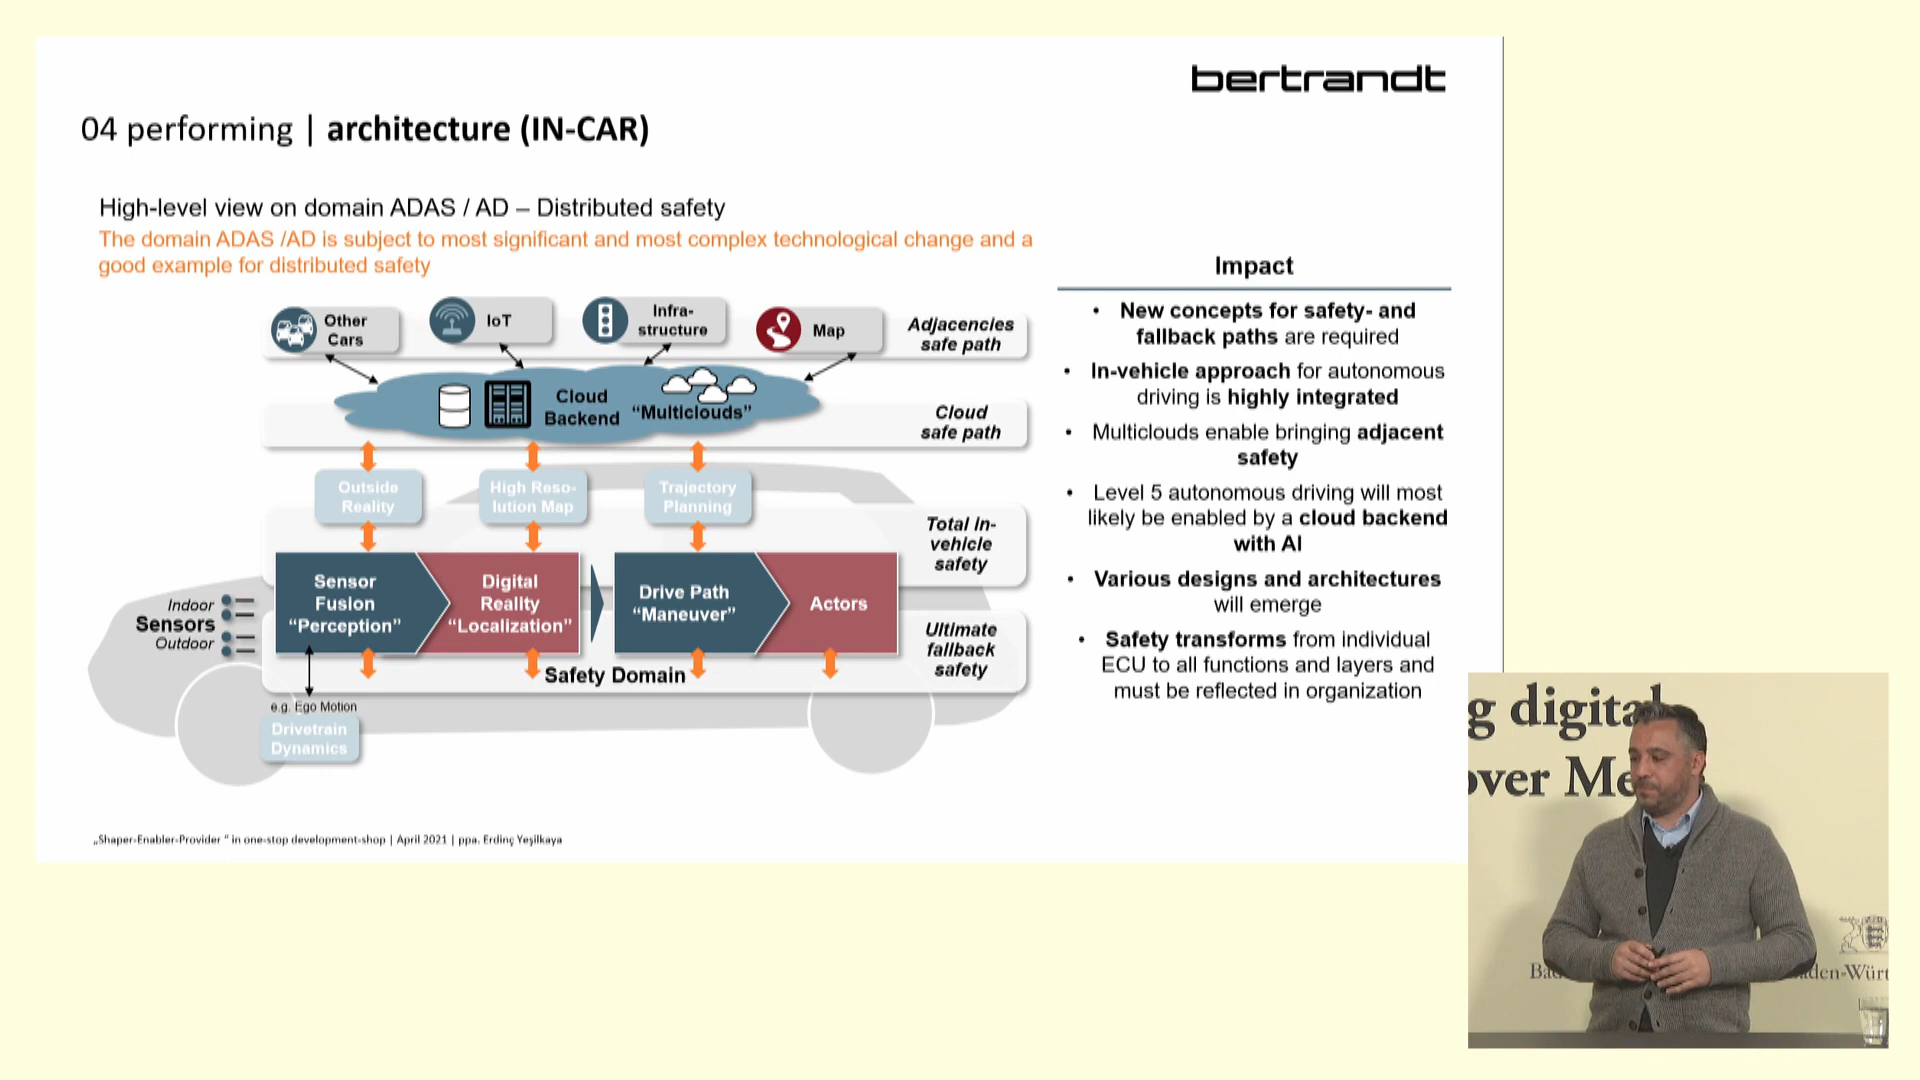 bertrandt
04 performing | architecture (IN-CAR)
High-level view on domain ADAS / AD – Distributed safety
The domain ADAS /AD is subject to most significant and most complex technological change and a
good example for distributed safety
Other
Cars
IoT
Infra-
structure
Map
Adjacencies
safe path
Cloud
Backend
“Multiclouds”
Cloud
safe path
Outside
Reality
High Reso-
lution Map
Trajectory
Planning
Total in-
vehicle
safety
Indoor
Sensors
Outdoor
Sensor
Fusion
“Perception”
Digital
Reality
“Localization”
Drive Path
“Maneuver”
Actors
Ultimate
fallback
safety
Safety Domain
e.g. Ego Motion
Drivetrain
Dynamics
Impact
• New concepts for safety- and
fallback paths are required
• In-vehicle approach for autonomous
driving is highly integrated
• Multiclouds enable bringing adjacent
safety
• Level 5 autonomous driving will most
likely be enabled by a cloud backend
with AI
• Various designs and architectures
will emerge
• Safety transforms from individual
ECU to all functions and layers and
must be reflected in organization
„Shaper-Enabler-Provider “ in one-stop development-shop | April 2021 | ppa. Erdinç Yeşilkaya
g digital
over Me
Bad
aden-Würt